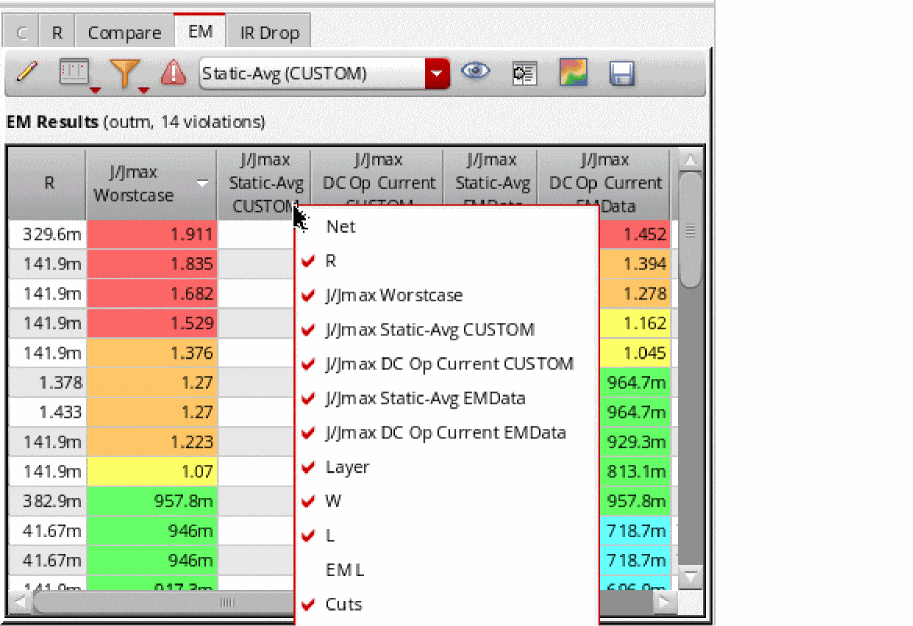 C R Compare EM IR Drop
Static-Avg (CUSTOM)
EM Results (outm, 14 violations)
R
J/Jmax
Worstcase
J/Jmax
Static-Avg
CUSTOM
J/Jmax
DC Op Current
CUSTOM
J/Jmax
Static-Avg
EMData
J/Jmax
DC Op Current
EMData
329.6m 1.911 1.452
141.9m 1.835 1.394
141.9m 1.682 1.278
141.9m 1.529 1.162
141.9m 1.376 1.045
1.378 1.27 964.7m
1.433 1.27 964.7m
141.9m 1.223 929.3m
141.9m 1.07 813.1m
382.9m 957.8m 957.8m
41.67m 946m 718.7m
41.67m 946m 718.7m
141.9m 917.3m 696.9m
Net
R
J/Jmax Worstcase
J/Jmax Static-Avg CUSTOM
J/Jmax DC Op Current CUSTOM
J/Jmax Static-Avg EMData
J/Jmax DC Op Current EMData
Layer
W
L
EM L
Cuts